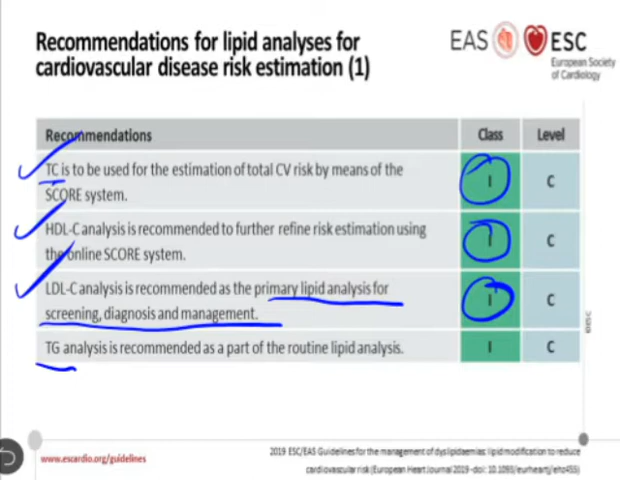 Recommendations for lipid analyses for
cardiovascular disease risk estimation (1)
EAS
ESC
European Society
of Cardiology
Recommendations Class Level
TC is to be used for the estimation of total CV risk by means of the
SCORE system.
I C
HDL-C analysis is recommended to further refine risk estimation using
the online SCORE system.
I C
LDL-C analysis is recommended as the primary lipid analysis for
screening, diagnosis and management.
I C
TG analysis is recommended as a part of the routine lipid analysis. I C
©ESC
www.escardio.org/guidelines
2019 ESC/EAS Guidelines for the management of dyslipidaemias: lipid modification to reduce
cardiovascular risk (European Heart Journal 2019 -doi: 10.1093/eurheartj/ehz455)